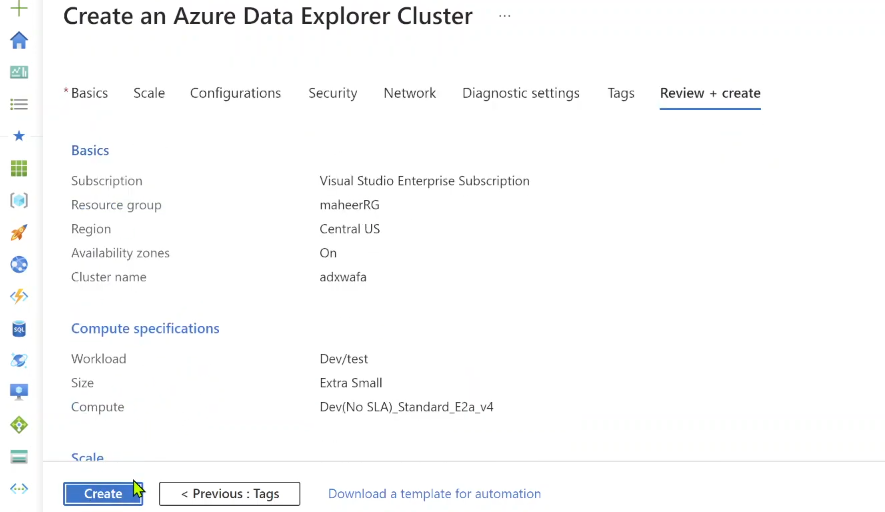 Create an Azure Data Explorer Cluster ...
* Basics Scale Configurations Security Network Diagnostic settings Tags Review + create
Basics
Subscription Visual Studio Enterprise Subscription
Resource group maheerRG
Region Central US
Availability zones On
Cluster name adxwafa
Compute specifications
Workload Dev/test
Size Extra Small
Compute Dev(No SLA)_Standard_E2a_v4
Scale
Create < Previous : Tags Download a template for automation
SQL